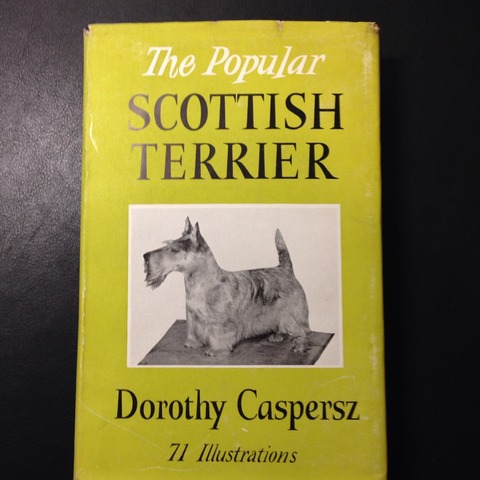 The Popular
SCOTTISH
TERRIER
Dorothy Caspersz
71 Illustrations